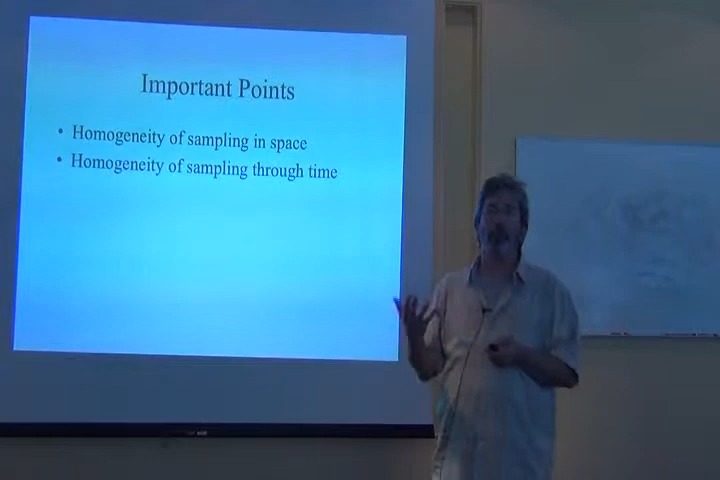 Important Points
• Homogeneity of sampling in space
• Homogeneity of sampling through time